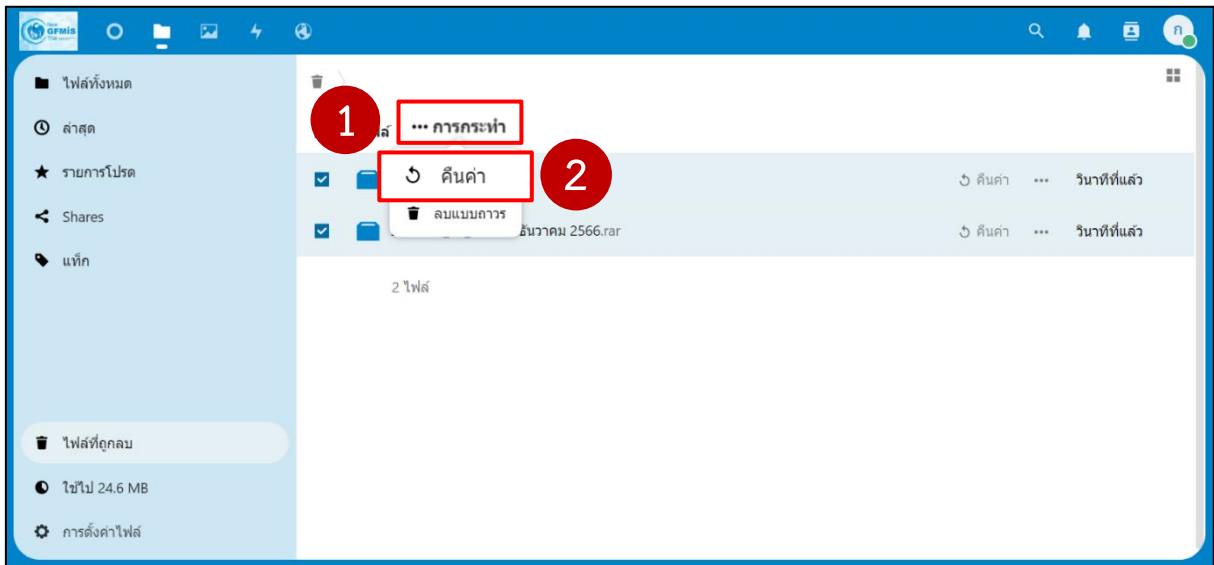 New
GFMIS
Thai
ก
ไฟล์ทั้งหมด
ล่าสุด
รายการโปรด
Shares
แท็ก
1
ล์
••• การกระทำ
คืนค่า
2
ลบแบบถาวร
คืนค่า ••• วินาทีที่แล้ว
ธันวาคม 2566.rar
คืนค่า ••• วินาทีที่แล้ว
2 ไฟล์
ไฟล์ที่ถูกลบ
ใช้ไป 24.6 MB
การตั้งค่าไฟล์